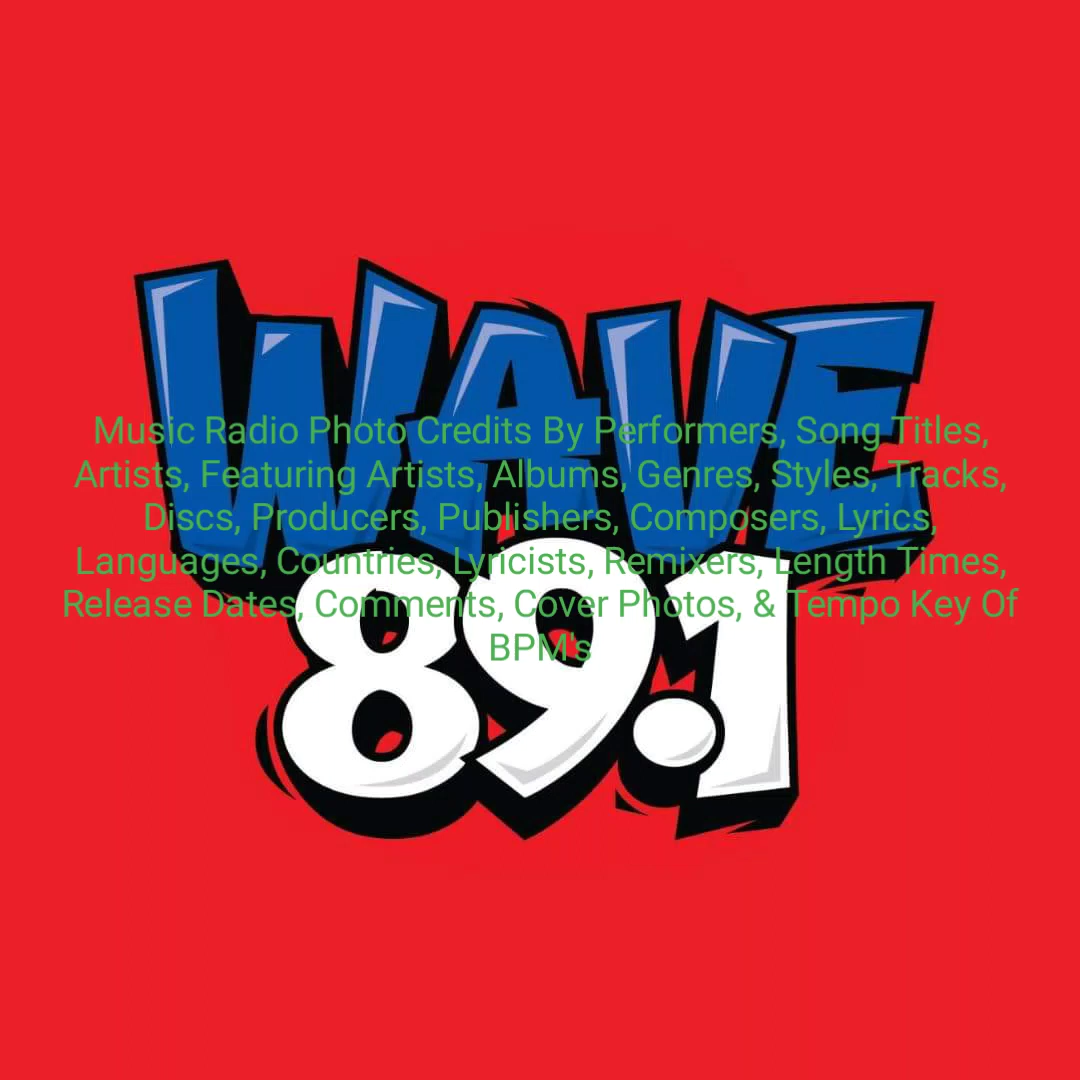 WAVE
Music Radio Photo Credits By Performers, Song Titles,
Artists, Featuring Artists, Albums, Genres, Styles, Tracks,
Discs, Producers, Publishers, Composers, Lyrics,
Languages, Countries, Lyricists, Remixers, Length Times,
Release Dates, Comments, Cover Photos, & Tempo Key Of
BPM's
89.1